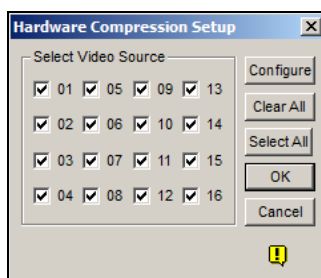 Hardware Compression Setup
Select Video Source
01 05 09 13
02 06 10 14
03 07 11 15
04 08 12 16
Configure
Clear All
Select All
OK
Cancel